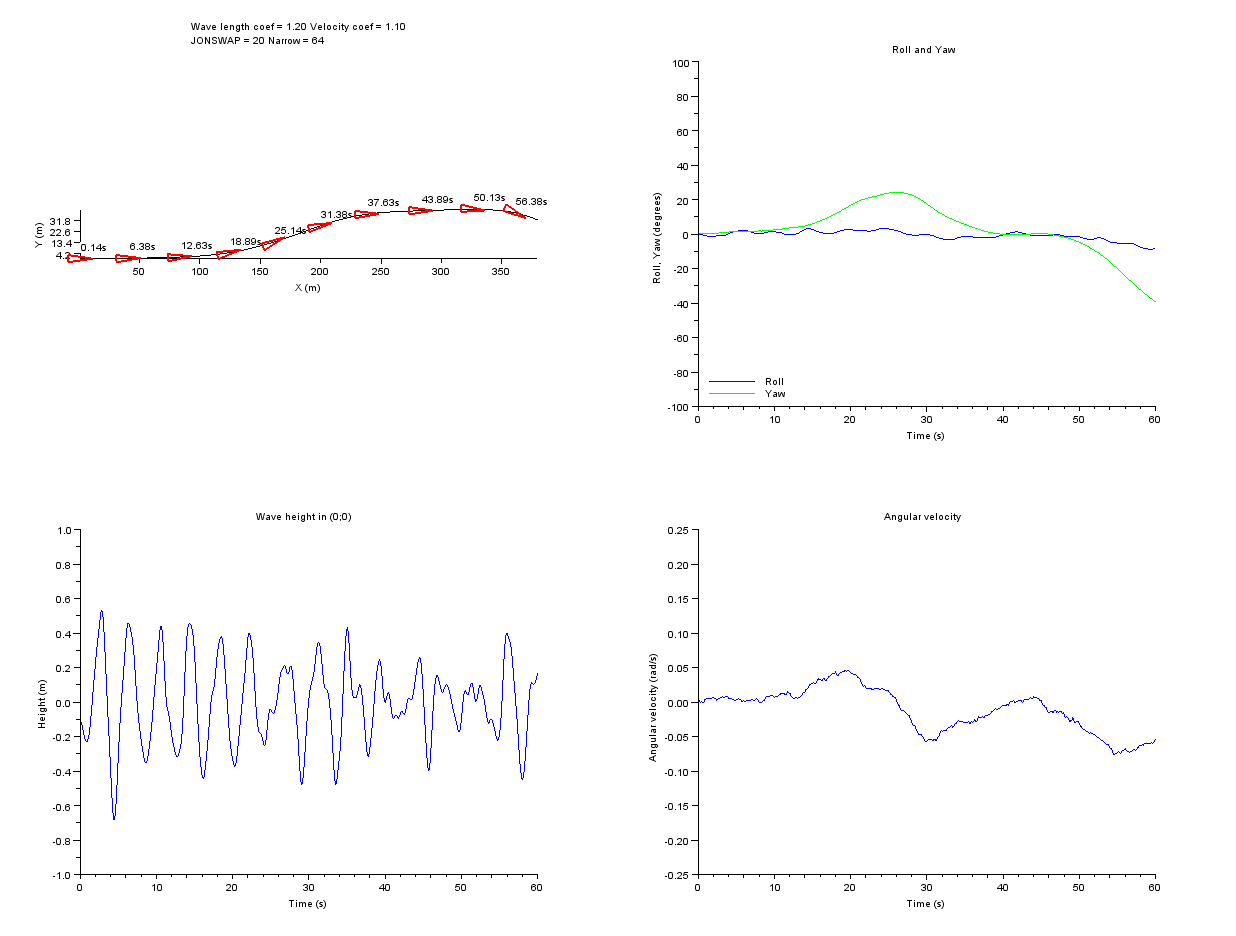 Wave length coef = 1.20 Velocity coef = 1.10
JONSWAP = 20 Narrow = 64
Y (m)
31.8
22.6
13.4
4.2
0.14s
6.38s
12.63s
18.89s
25.14s
31.38s
37.63s
43.89s
50.13s
56.38s
50
100
150
200
250
300
350
X (m)
Roll and Yaw
Roll, Yaw (degrees)
100
80
60
40
20
0
-20
-40
-60
-80
-100
Roll
Yaw
0
10
20
30
40
50
60
Time (s)
Wave height in (0;0)
Height (m)
1.0
0.8
0.6
0.4
0.2
0.0
-0.2
-0.4
-0.6
-0.8
-1.0
0
10
20
30
40
50
60
Time (s)
Angular velocity
Angular velocity (rad/s)
0.25
0.20
0.15
0.10
0.05
0.00
-0.05
-0.10
-0.15
-0.20
-0.25
0
10
20
30
40
50
60
Time (s)